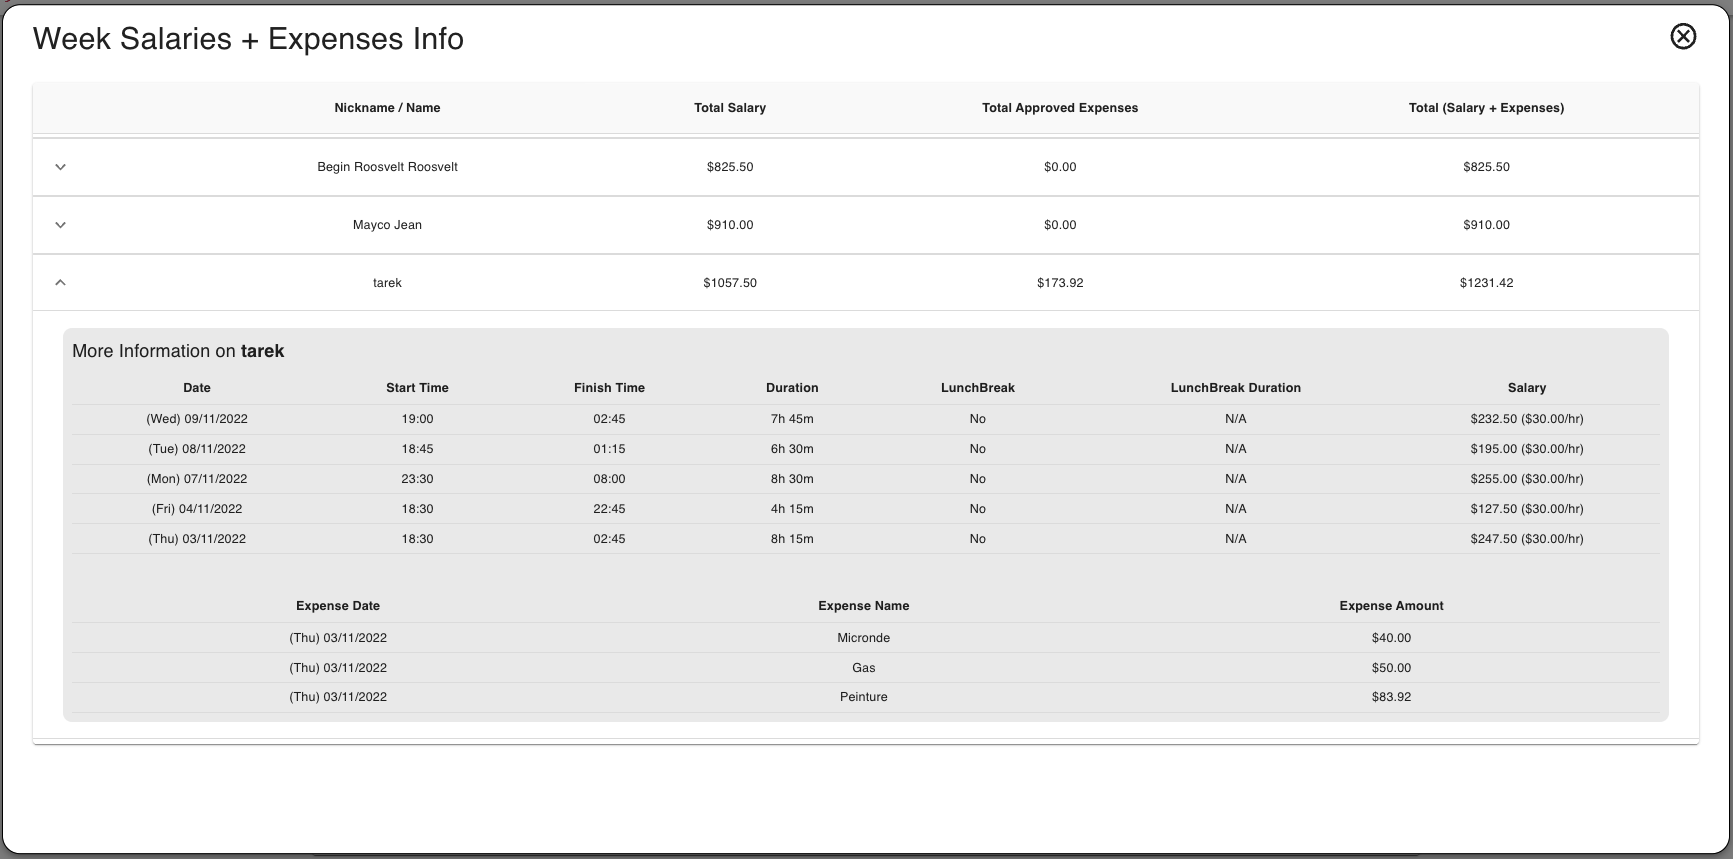 Week Salaries + Expenses Info
Nickname / Name Total Salary Total Approved Expenses Total (Salary + Expenses)
Begin Roosvelt Roosvelt $825.50 $0.00 $825.50
Mayco Jean $910.00 $0.00 $910.00
tarek $1057.50 $173.92 $1231.42
More Information on tarek
Date Start Time Finish Time Duration LunchBreak LunchBreak Duration Salary
(Wed) 09/11/2022 19:00 02:45 7h 45m No N/A $232.50 ($30.00/hr)
(Tue) 08/11/2022 18:45 01:15 6h 30m No N/A $195.00 ($30.00/hr)
(Mon) 07/11/2022 23:30 08:00 8h 30m No N/A $255.00 ($30.00/hr)
(Fri) 04/11/2022 18:30 22:45 4h 15m No N/A $127.50 ($30.00/hr)
(Thu) 03/11/2022 18:30 02:45 8h 15m No N/A $247.50 ($30.00/hr)
Expense Date Expense Name Expense Amount
(Thu) 03/11/2022 Micronde $40.00
(Thu) 03/11/2022 Gas $50.00
(Thu) 03/11/2022 Peinture $83.92